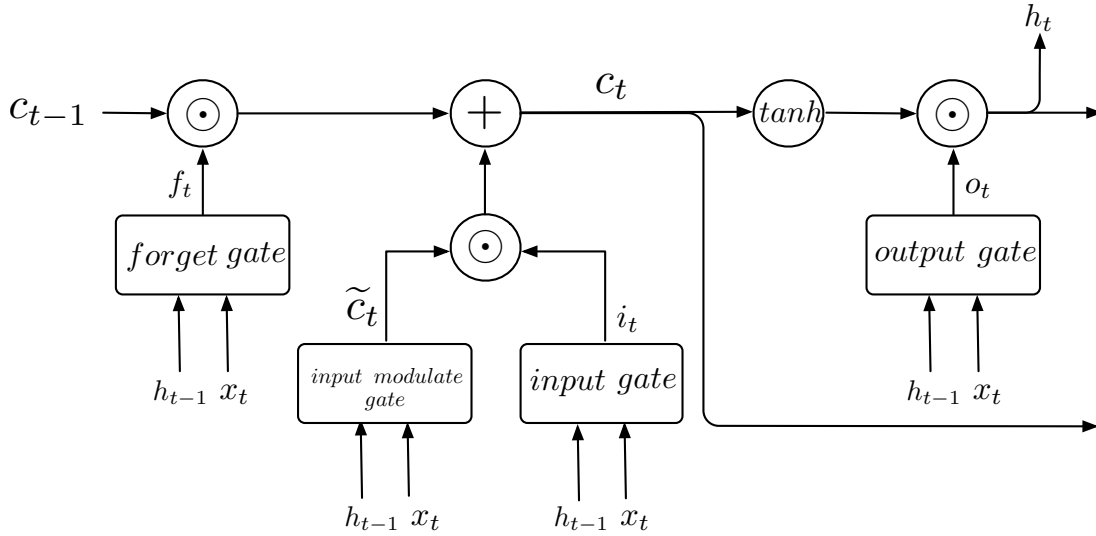 h_t
c_{t-1}
⊙
+
c_t
tanh
⊙
f_t
o_t
forget gate
⊙
output gate
\widetilde{c}_t
i_t
input modulate
gate
input gate
h_{t-1} x_t
h_{t-1} x_t
h_{t-1} x_t
h_{t-1} x_t